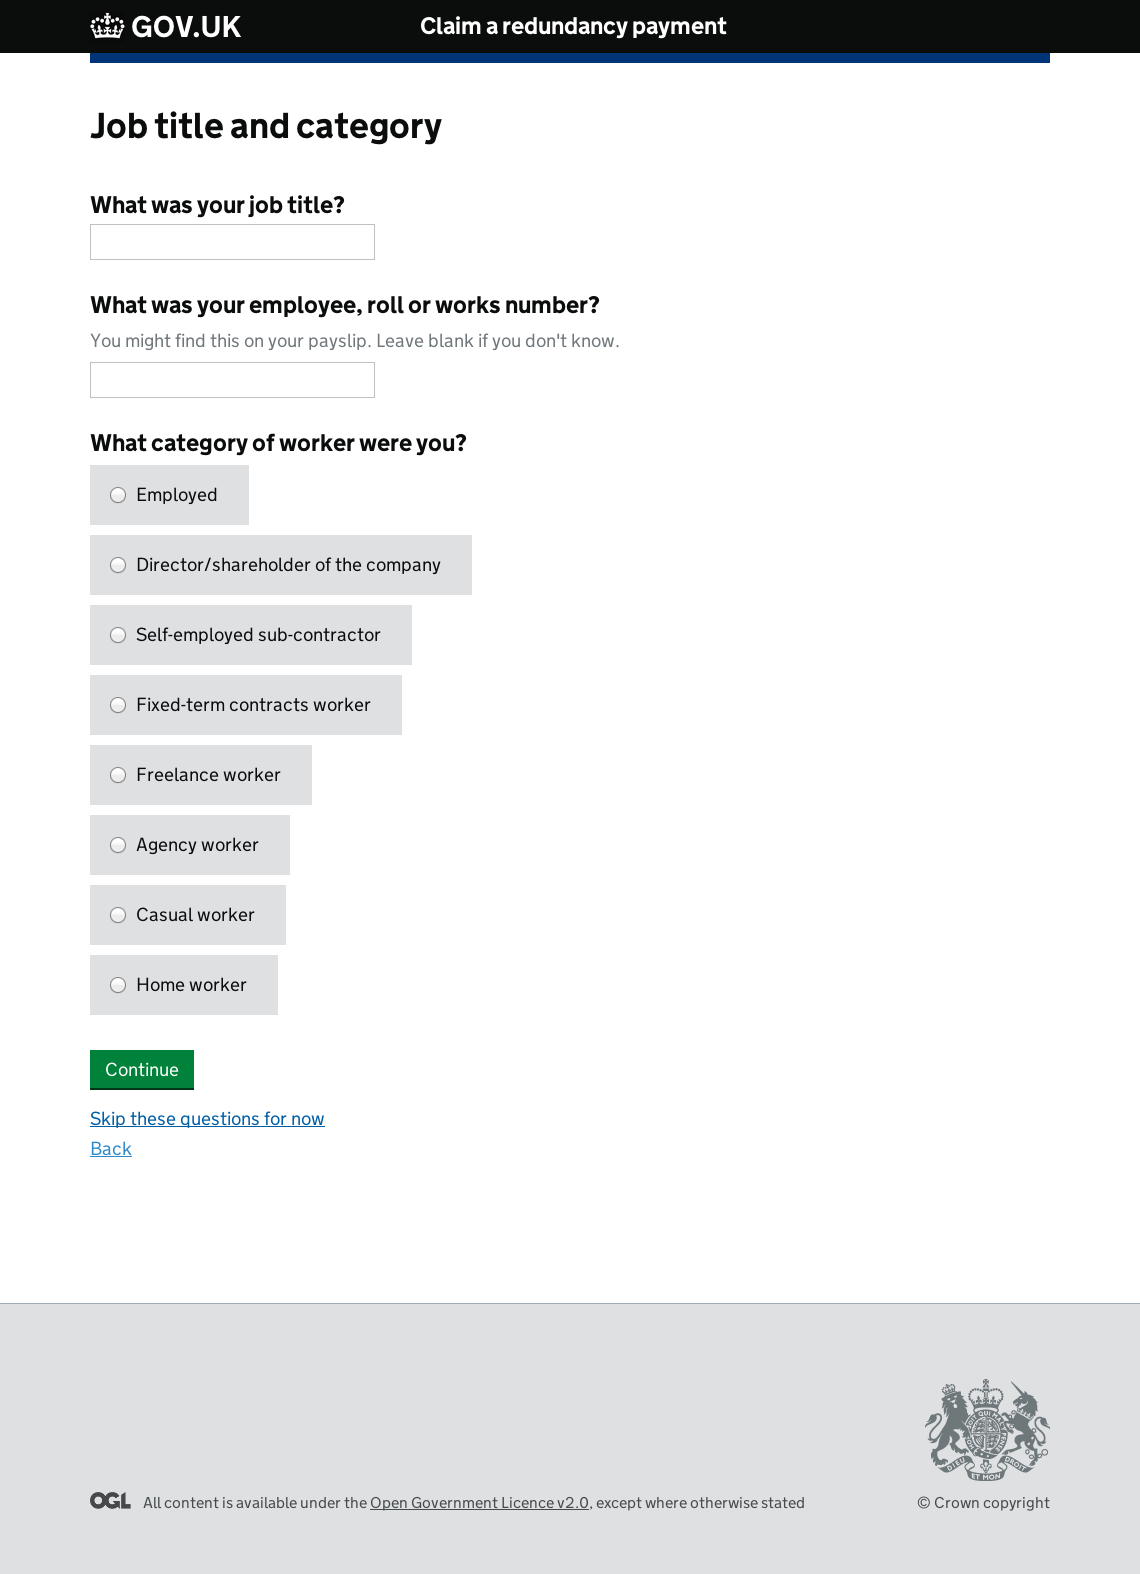 GOV.UK
Claim a redundancy payment
Job title and category
What was your job title?
What was your employee, roll or works number?
You might find this on your payslip. Leave blank if you don't know.
What category of worker were you?
Employed
Director/shareholder of the company
Self-employed sub-contractor
Fixed-term contracts worker
Freelance worker
Agency worker
Casual worker
Home worker
Continue
Skip these questions for now
Back
OGL All content is available under the Open Government Licence v2.0, except where otherwise stated
DIEU ET MON DROIT
© Crown copyright